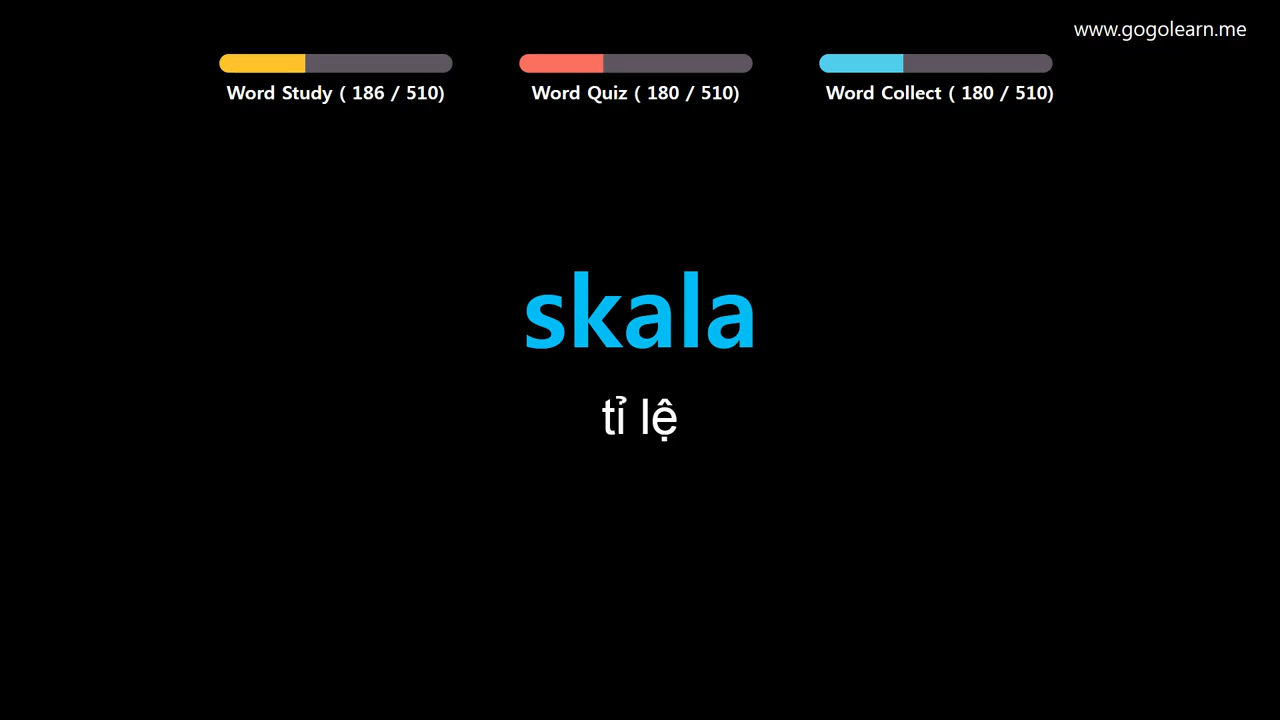 www.gogolearn.me
Word Study ( 186 / 510)
Word Quiz ( 180 / 510)
Word Collect ( 180 / 510)
skala
tỉ lệ